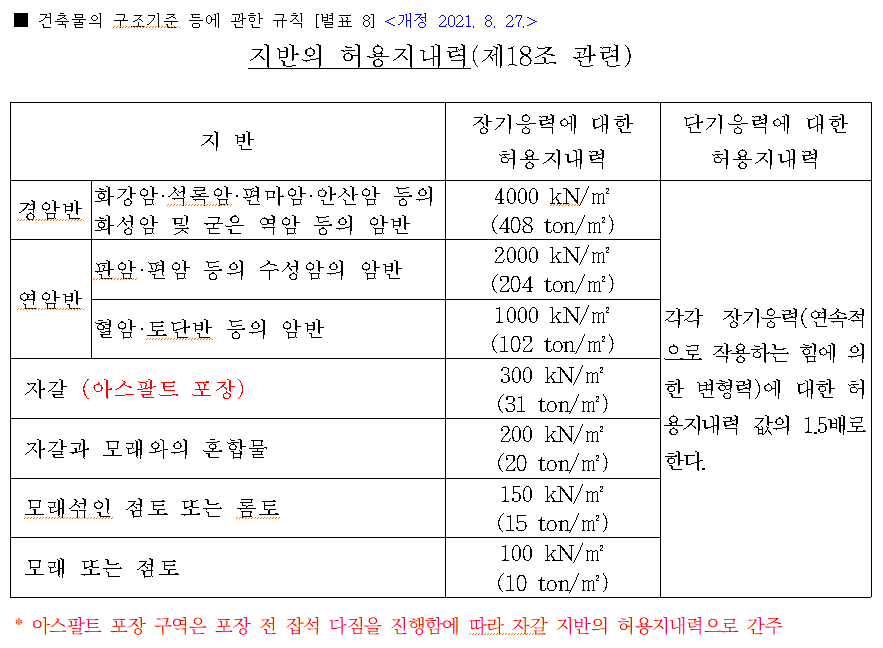 ■ 건축물의 구조기준 등에 관한 규칙 [별표 8] <개정 2021. 8. 27.>
지반의 허용지내력(제18조 관련)
지 반
장기응력에 대한
허용지내력
단기응력에 대한
허용지내력
경암반
화강암·석록암·편마암·안산암 등의
화성암 및 굳은 역암 등의 암반
4000 kN/㎡
(408 ton/㎡)
연암반
판암·편암 등의 수성암의 암반
2000 kN/㎡
(204 ton/㎡)
혈암·토단반 등의 암반
1000 kN/㎡
(102 ton/㎡)
자갈 (아스팔트 포장)
300 kN/㎡
(31 ton/㎡)
자갈과 모래와의 혼합물
200 kN/㎡
(20 ton/㎡)
모래섞인 점토 또는 롬토
150 kN/㎡
(15 ton/㎡)
모래 또는 점토
100 kN/㎡
(10 ton/㎡)
각각 장기응력(연속적
으로 작용하는 힘에 의
한 변형력)에 대한 허
용지내력 값의 1.5배로
한다.
* 아스팔트 포장 구역은 포장 전 잡석 다짐을 진행함에 따라 자갈 지반의 허용지내력으로 간주